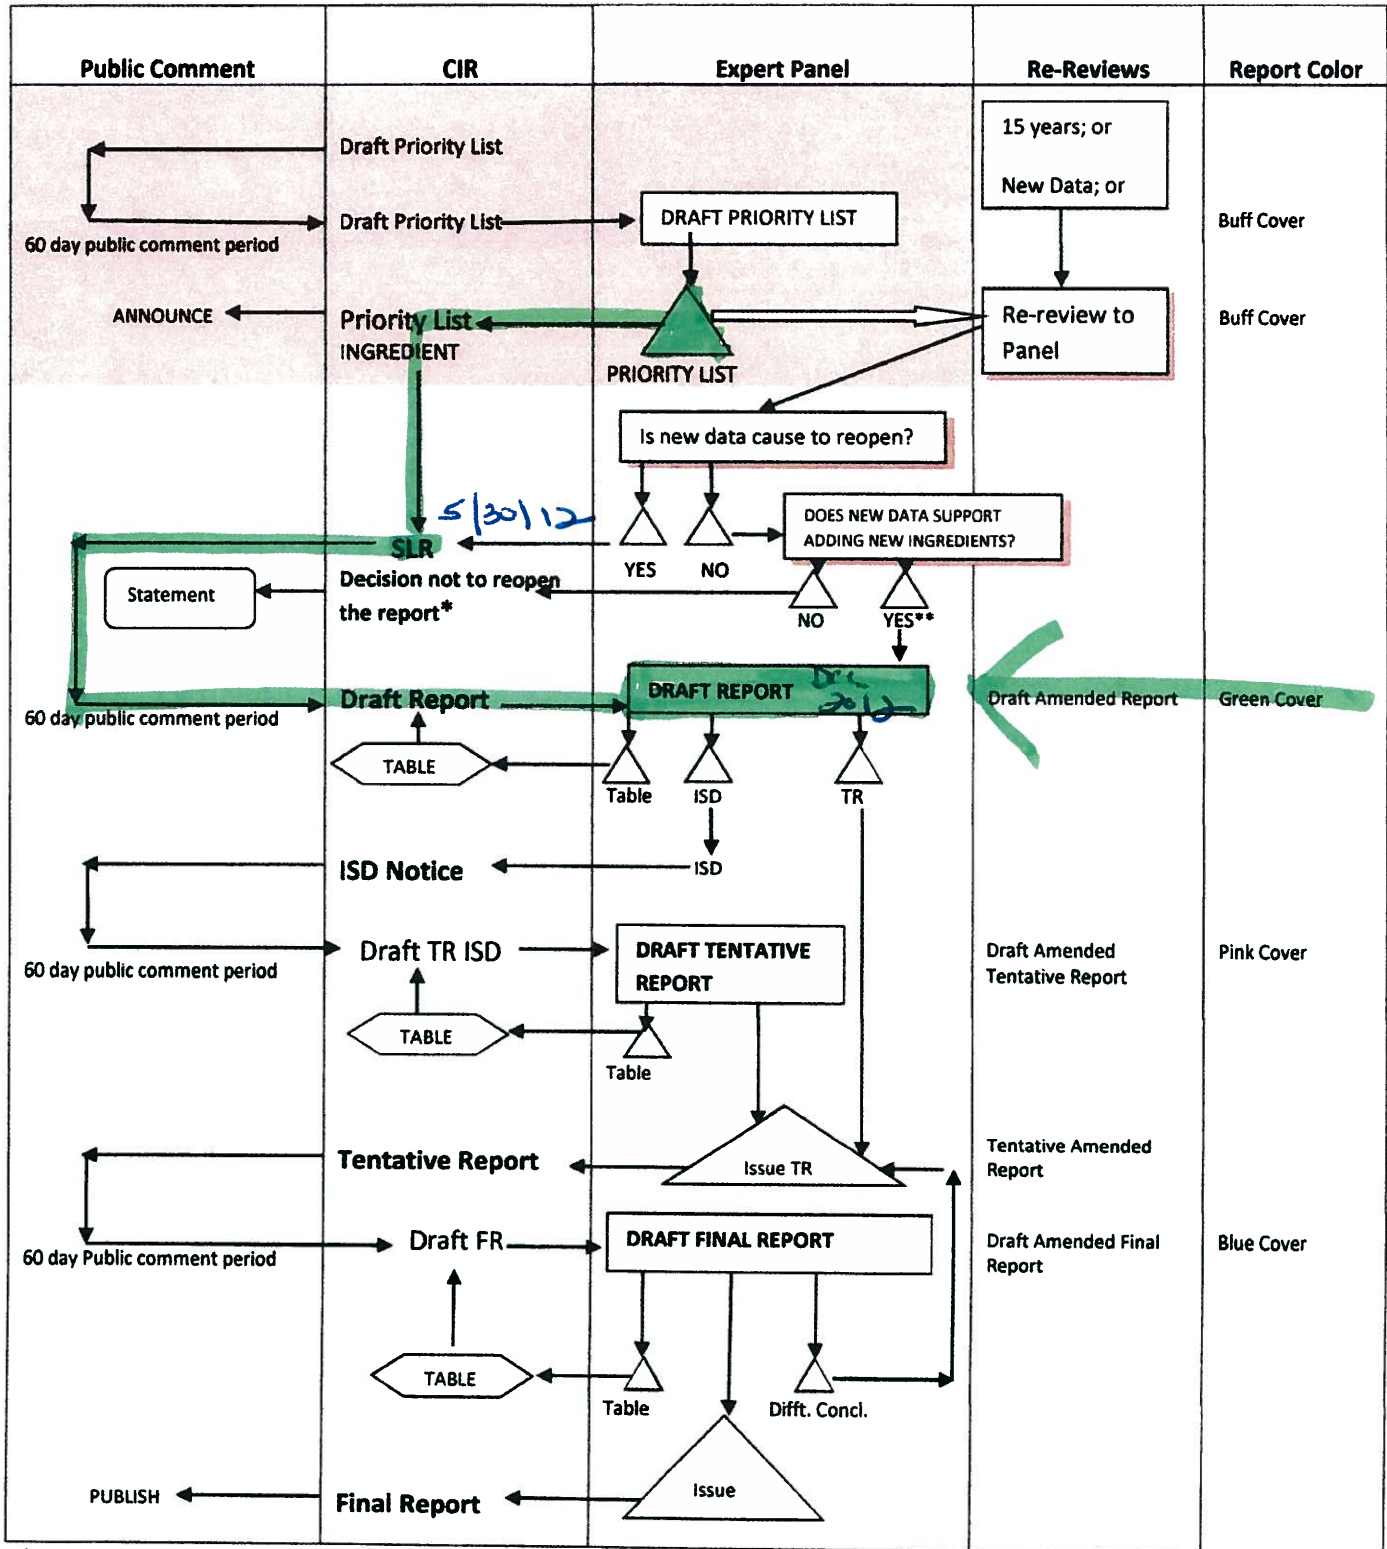 Public Comment
CIR
Expert Panel
Re-Reviews
Report Color
15 years; or
New Data; or
Draft Priority List
Draft Priority List
DRAFT PRIORITY LIST
Buff Cover
60 day public comment period
ANNOUNCE
Priority List
INGREDIENT
PRIORITY LIST
Re-review to
Panel
Buff Cover
Is new data cause to reopen?
5/30/12
DOES NEW DATA SUPPORT
ADDING NEW INGREDIENTS?
SLR
YES
NO
Decision not to reopen
the report*
Statement
NO
YES**
Draft Report
DRAFT REPORT
Dec
2012
Draft Amended Report
Green Cover
60 day public comment period
TABLE
Table
ISD
TR
ISD Notice
ISD
Draft TR ISD
DRAFT TENTATIVE
REPORT
Draft Amended
Tentative Report
Pink Cover
60 day public comment period
TABLE
Table
Tentative Report
Issue TR
Tentative Amended
Report
Draft FR
DRAFT FINAL REPORT
Draft Amended Final
Report
Blue Cover
60 day Public comment period
TABLE
Table
Difft. Concl.
PUBLISH
Final Report
Issue